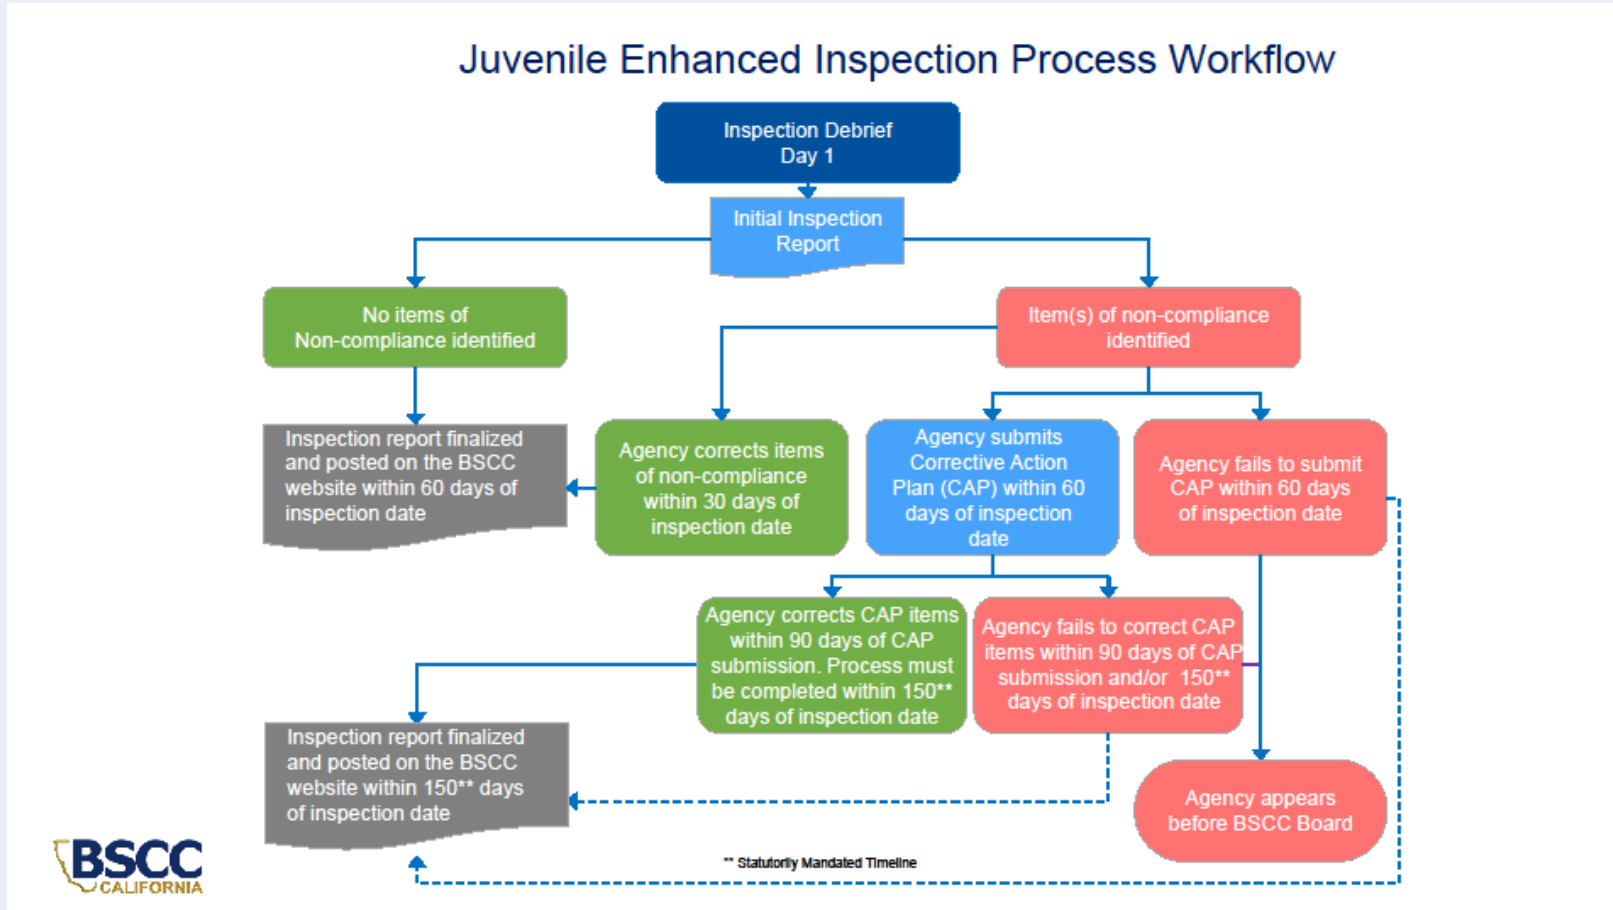 Juvenile Enhanced Inspection Process Workflow
Inspection Debrief
Day 1
Initial Inspection
Report
No items of
Non-compliance identified
Item(s) of non-compliance
identified
Inspection report finalized
and posted on the BSCC
website within 60 days of
inspection date
Agency corrects items
of non-compliance
within 30 days of
inspection date
Agency submits
Corrective Action
Plan (CAP) within 60
days of inspection
date
Agency fails to submit
CAP within 60 days
of inspection date
Agency corrects CAP items
within 90 days of CAP
submission. Process must
be completed within 150**
days of inspection date
Agency fails to correct CAP
items within 90 days of CAP
submission and/or 150**
days of inspection date
Inspection report finalized
and posted on the BSCC
website within 150** days
of inspection date
Agency appears
before BSCC Board
** Statutorily Mandated Timeline
BSCC
CALIFORNIA